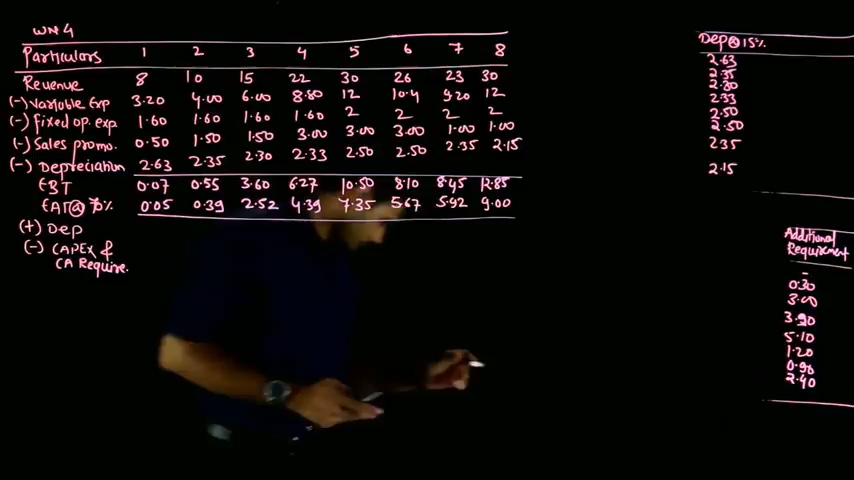 WN 4
Particulars 1 2 3 4 5 6 7 8
Revenue 8 10 15 22 30 26 23 30
(-) Variable Exp 3.20 4.00 6.00 8.80 12 10.4 9.20 12
(-) fixed op. exp 1.60 1.60 1.60 1.60 2 2 2 2
(-) Sales promo. 0.50 1.50 1.50 3.00 3.00 3.00 1.00 1.00
(-) Depreciation 2.63 2.35 2.30 2.33 2.50 2.50 2.35 2.15
EBT 0.07 0.55 3.60 6.27 10.50 8.10 8.45 12.85
EAT@ 70% 0.05 0.39 2.52 4.39 7.35 5.67 5.92 9.00
(+) Dep
(-) CAPEX &
CA Require.
Dep@15%
2.63
2.35
2.30
2.33
2.50
2.50
2.35
2.15
Additional
Requirement
-
0.30
3.00
3.90
5.10
1.20
0.90
2.40